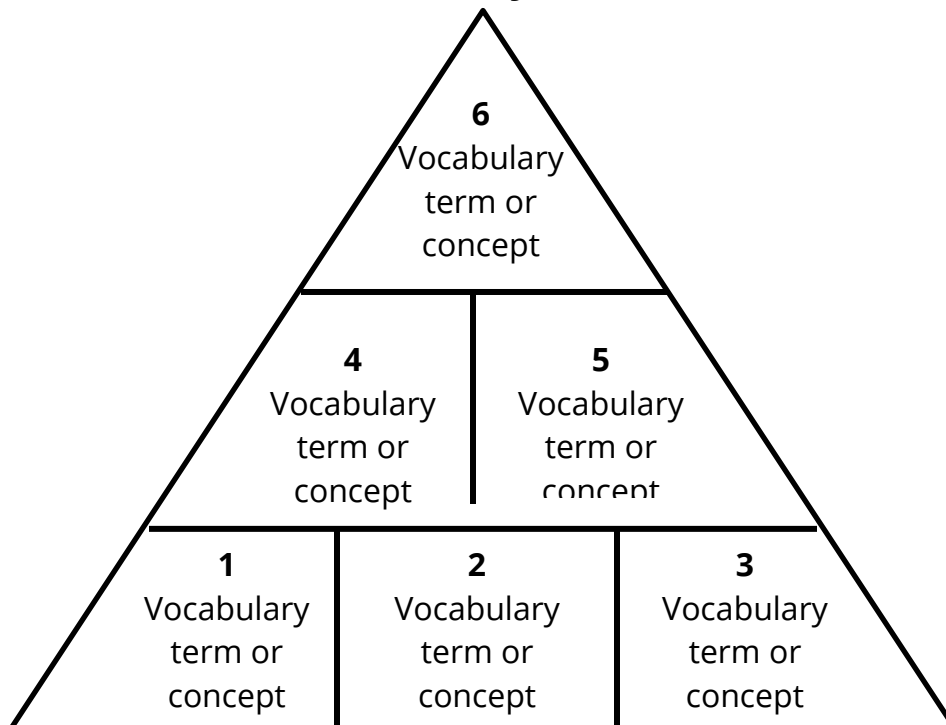 6
Vocabulary
term or
concept
4
Vocabulary
term or
concept
5
Vocabulary
term or
concept
1
Vocabulary
term or
concept
2
Vocabulary
term or
concept
3
Vocabulary
term or
concept